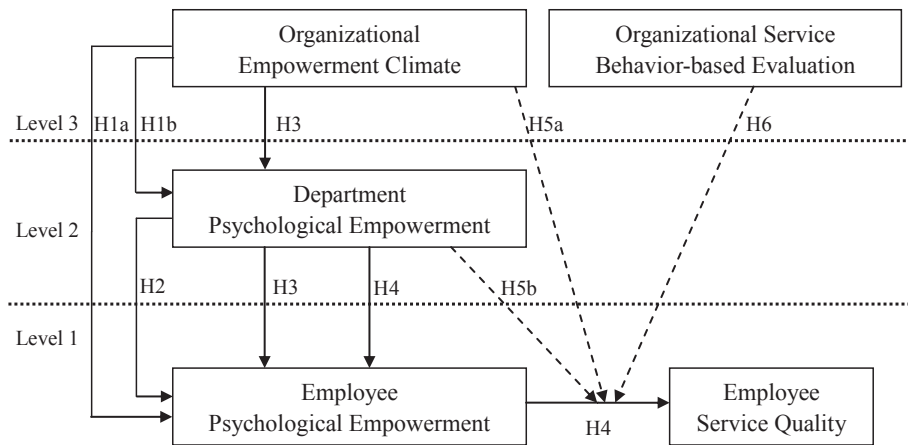 Organizational
Empowerment Climate
Organizational Service
Behavior-based Evaluation
Level 3
H1a
H1b
H3
H5a
H6
Department
Psychological Empowerment
Level 2
H2
H3
H4
H5b
Level 1
Employee
Psychological Empowerment
H4
Employee
Service Quality